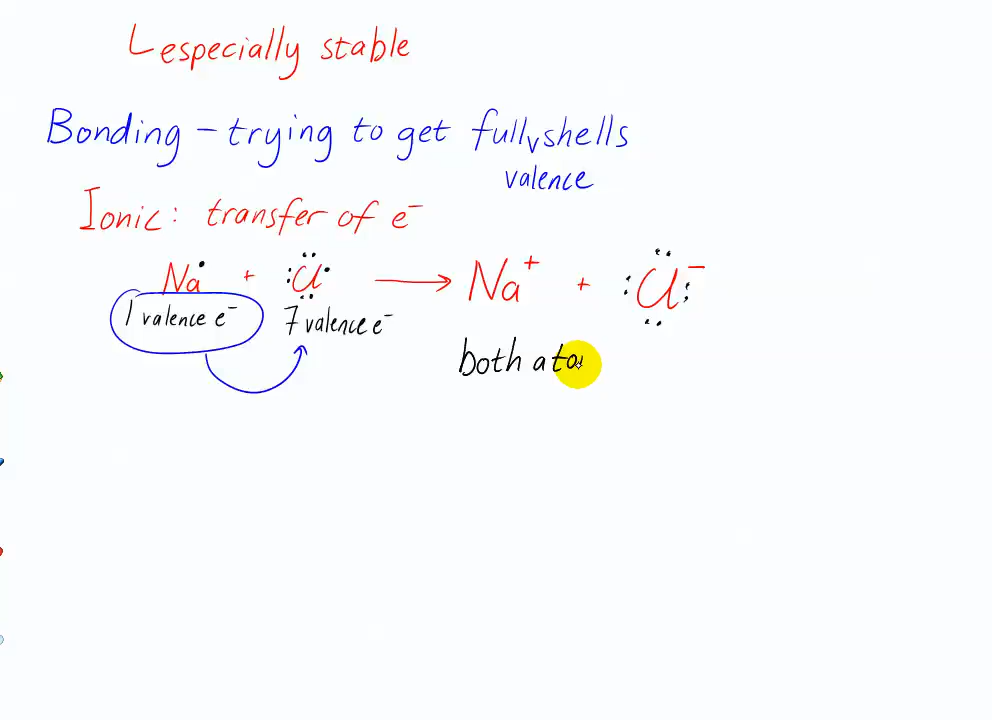 especially stable
Bonding – trying to get full shells
valence
Ionic: transfer of e⁻
Na + Cl → Na⁺ + Cl⁻
1 valence e⁻ 7 valence e⁻
both ato